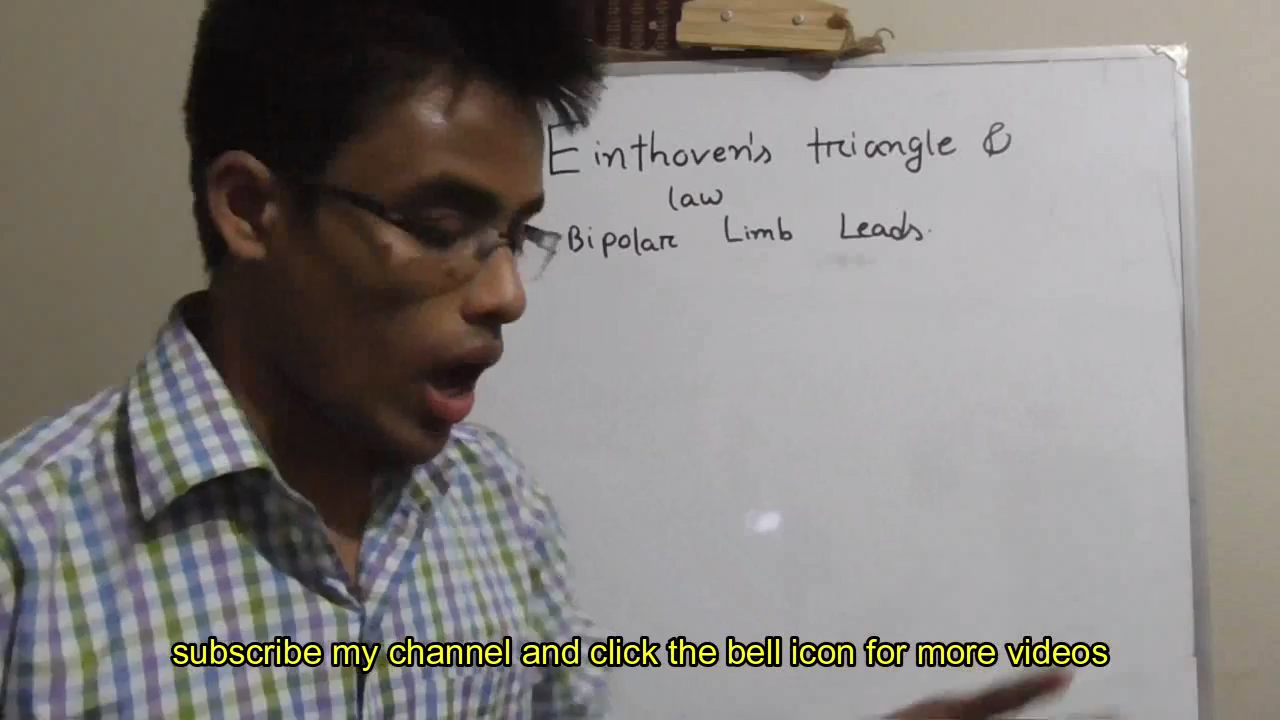 Einthoven's triangle &
law
Bipolar Limb Leads.
subscribe my channel and click the bell icon for more videos